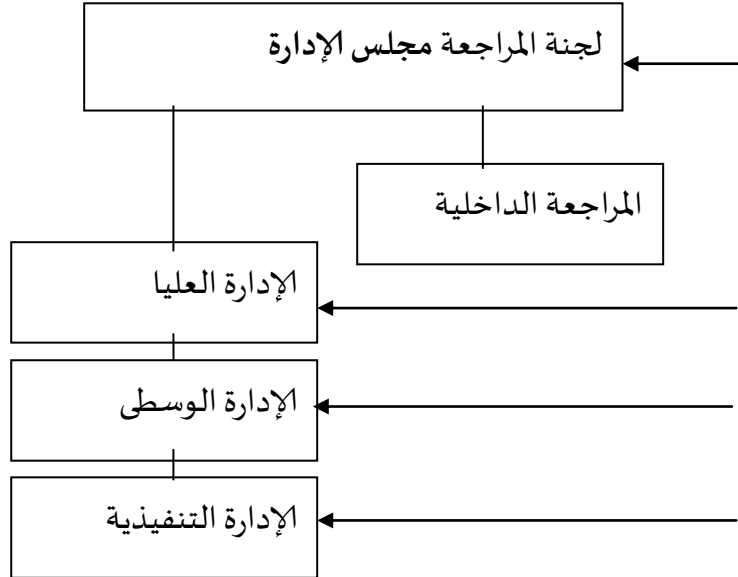 لجنة المراجعة مجلس الإدارة
المراجعة الداخلية
الإدارة العليا
الإدارة الوسطى
الإدارة التنفيذية